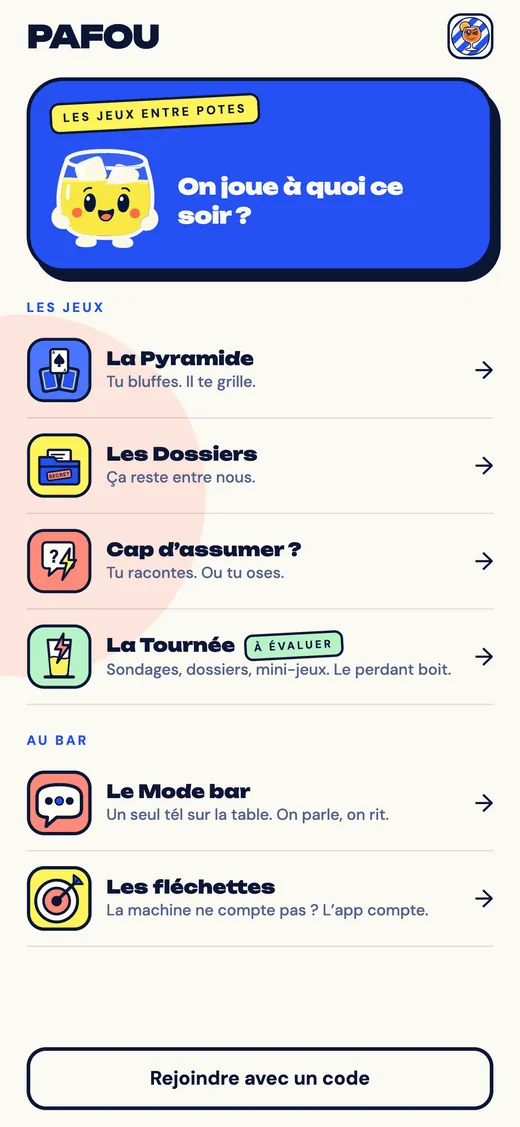 PAFOU
LES JEUX ENTRE POTES
On joue à quoi ce
soir ?
LES JEUX
La Pyramide
Tu bluffes. Il te grille.
Les Dossiers
Ça reste entre nous.
SECRET
Cap d’assumer ?
Tu racontes. Ou tu oses.
?
La Tournée
À ÉVALUER
Sondages, dossiers, mini-jeux. Le perdant boit.
AU BAR
Le Mode bar
Un seul tél sur la table. On parle, on rit.
Les fléchettes
La machine ne compte pas ? L’app compte.
Rejoindre avec un code